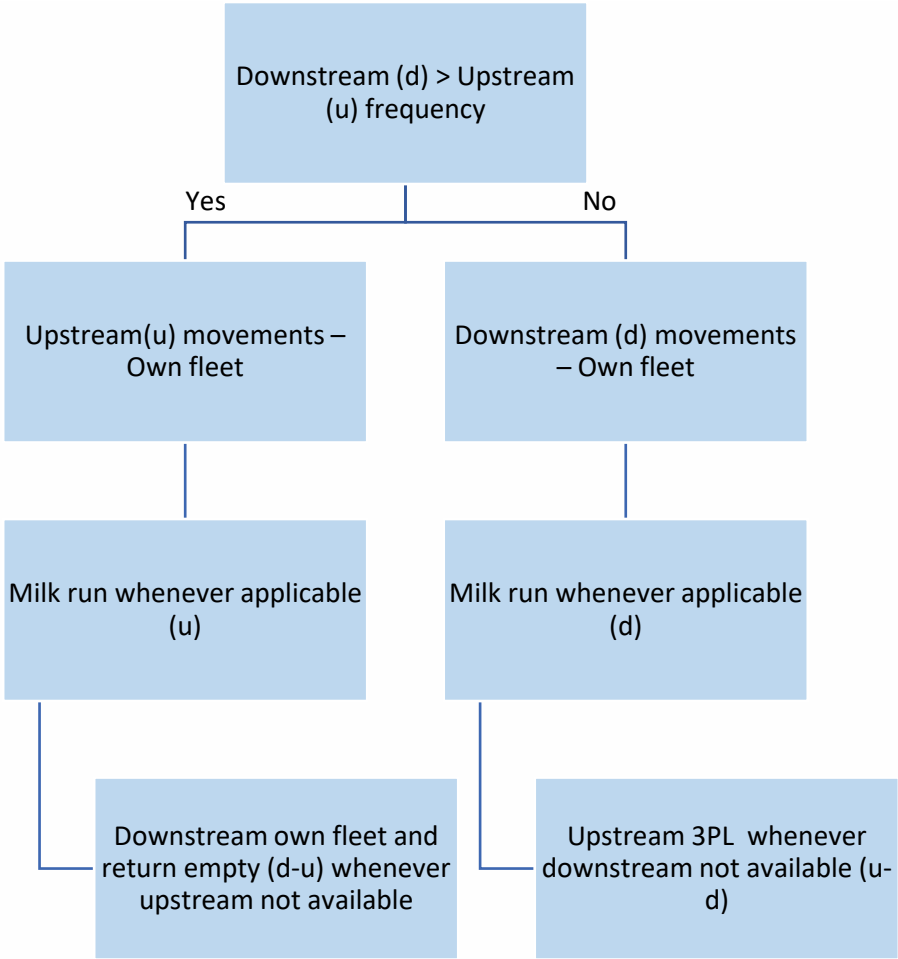 Downstream (d) > Upstream
(u) frequency
Yes
No
Upstream(u) movements –
Own fleet
Downstream (d) movements
– Own fleet
Milk run whenever applicable
(u)
Milk run whenever applicable
(d)
Downstream own fleet and
return empty (d-u) whenever
upstream not available
Upstream 3PL  whenever
downstream not available (u-
d)